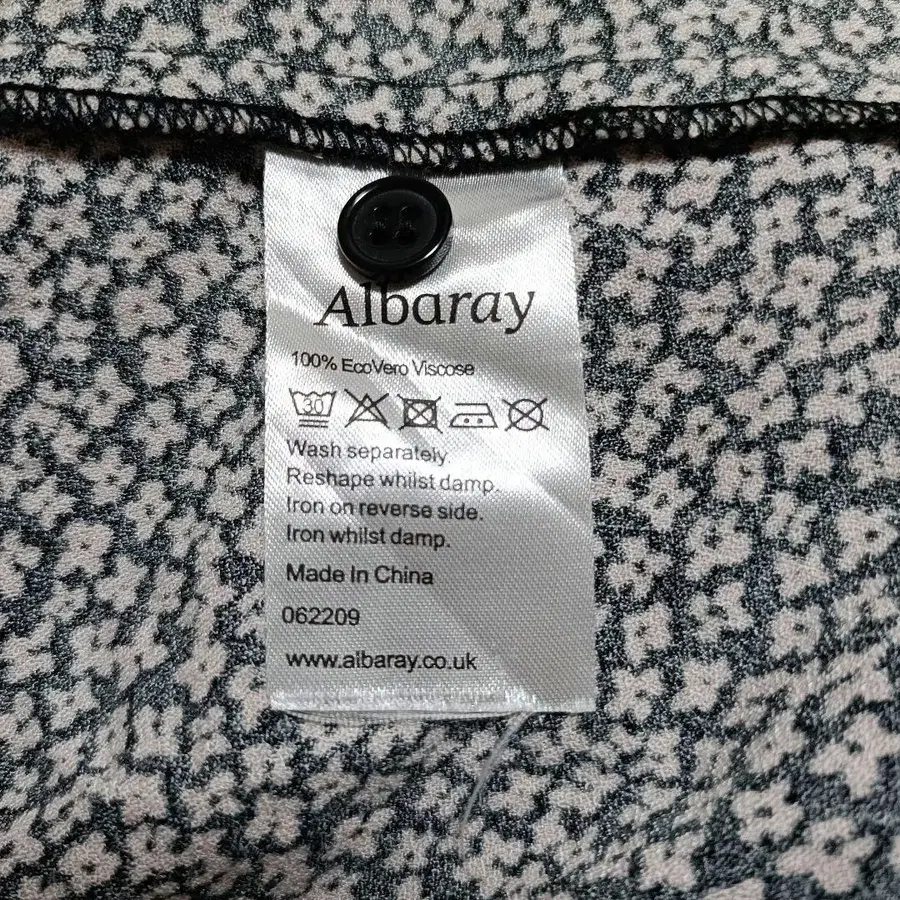 Albaray
100% EcoVero Viscose
30
Wash separately.
Reshape whilst damp.
Iron on reverse side.
Iron whilst damp.
Made In China
062209
www.albaray.co.uk